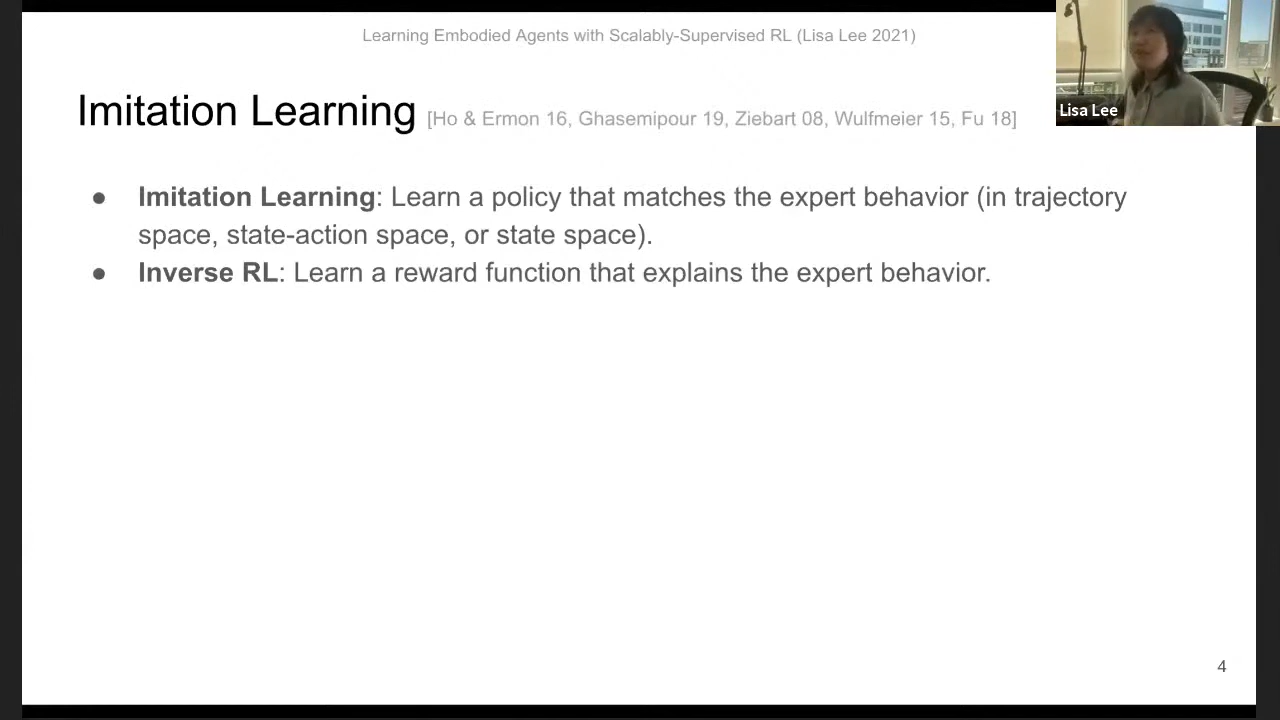 Learning Embodied Agents with Scalably-Supervised RL (Lisa Lee 2021)
Lisa Lee
Imitation Learning [Ho & Ermon 16, Ghasemipour 19, Ziebart 08, Wulfmeier 15, Fu 18]
● Imitation Learning: Learn a policy that matches the expert behavior (in trajectory
space, state-action space, or state space).
● Inverse RL: Learn a reward function that explains the expert behavior.
4